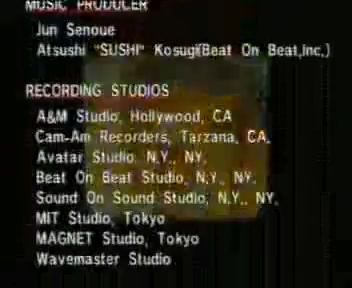 MUSIC PRODUCER
Jun Senoue
Atsushi "SUSHI" Kosugi(Beat On Beat,Inc.)
RECORDING STUDIOS
A&M Studio, Hollywood, CA
Cam-Am Recorders, Tarzana, CA.
Avatar Studio, N.Y., NY.
Beat On Beat Studio, N.Y., NY.
Sound On Sound Studio, N.Y., NY.
MIT Studio, Tokyo
MAGNET Studio, Tokyo
Wavemaster Studio